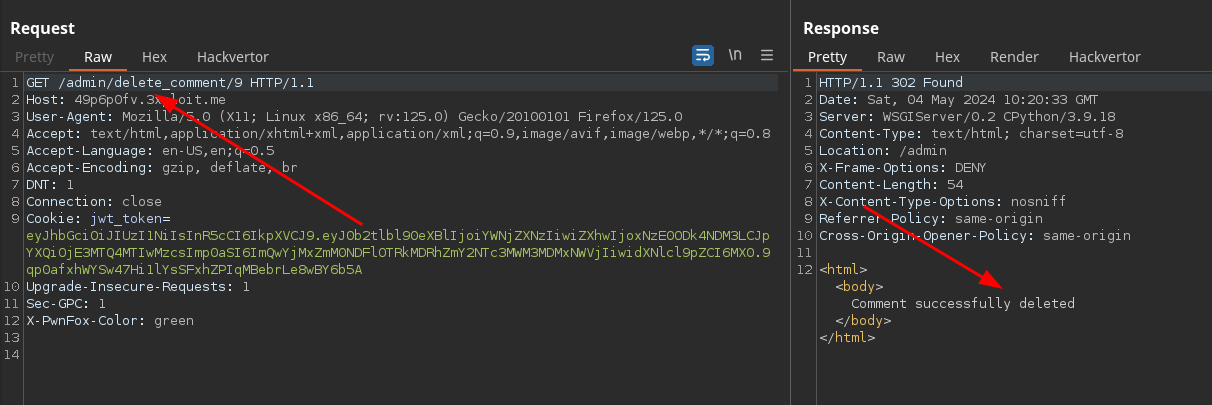 Request
Pretty Raw Hex Hackvertor \n
1 GET /admin/delete_comment/9 HTTP/1.1
2 Host:
3 User-Agent: Mozilla/5.0 (X11; Linux x86_64; rv:125.0) Gecko/20100101 Firefox/125.0
4 Accept: text/html,application/xhtml+xml,application/xml;q=0.9,image/avif,image/webp,*/*;q=0.8
5 Accept-Language: en-US,en;q=0.5
6 Accept-Encoding: gzip, deflate, br
7 DNT: 1
8 Connection: close
9 Cookie: jwt_token=
10 Upgrade-Insecure-Requests: 1
11 Sec-GPC: 1
12 X-PwnFox-Color: green
13
14
Response
Pretty Raw Hex Render Hackvertor
1 HTTP/1.1 302 Found
2 Date: Sat, 04 May 2024 10:20:33 GMT
3 Server: WSGIServer/0.2 CPython/3.9.18
4 Content-Type: text/html; charset=utf-8
5 Location: /admin
6 X-Frame-Options: DENY
7 Content-Length: 54
8 X-Content-Type-Options: nosniff
9 Referrer-Policy: same-origin
10 Cross-Origin-Opener-Policy: same-origin
11
12 <html>
<body>
Comment successfully deleted
</body>
</html>